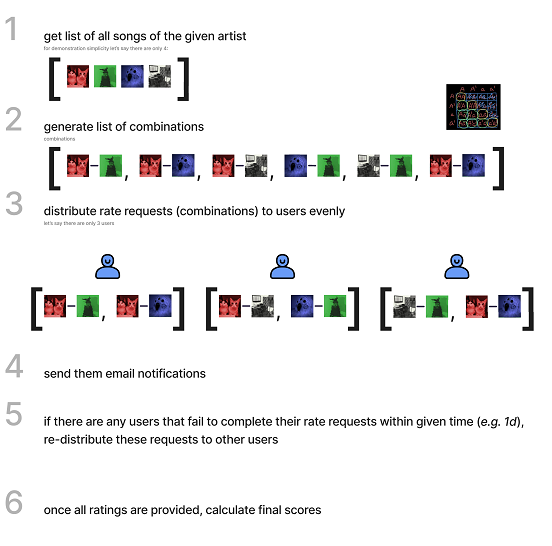 1
get list of all songs of the given artist
for demonstration simplicity let's say there are only 4:
2
generate list of combinations
combinations
3
distribute rate requests (combinations) to users evenly
let's say there are only 3 users
4
send them email notifications
5
if there are any users that fail to complete their rate requests within given time (e.g. 1d),
re-distribute these requests to other users
6
once all ratings are provided, calculate final scores